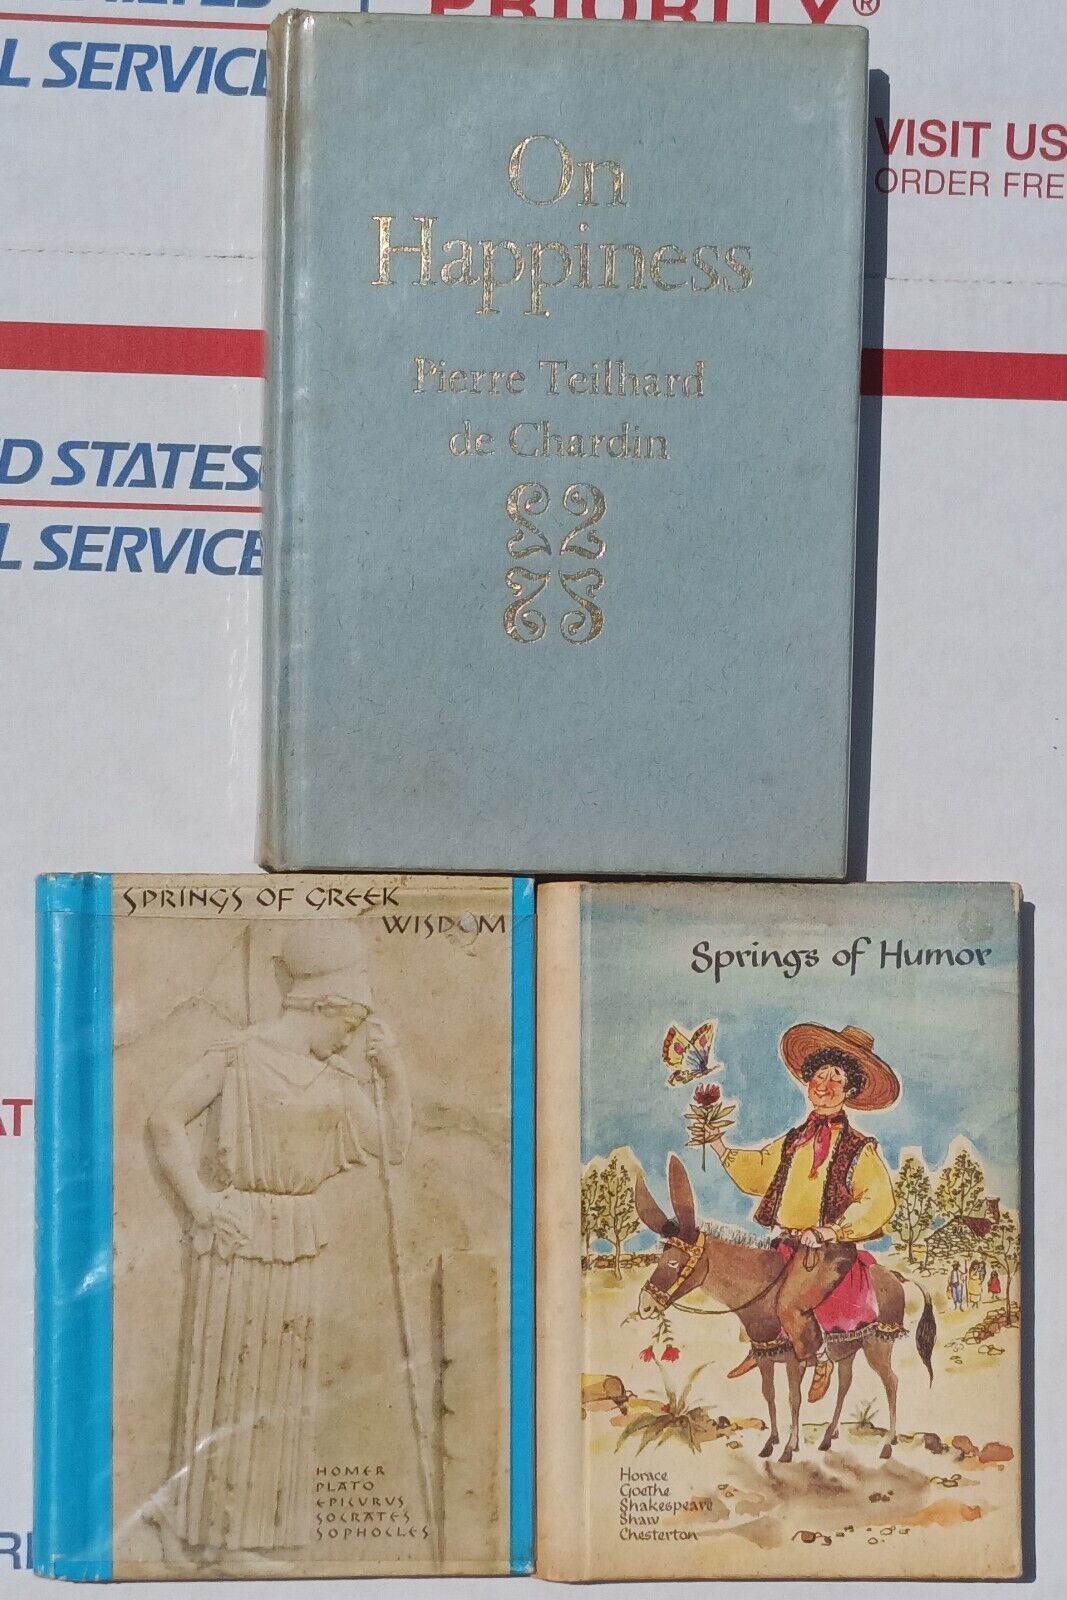 PRIORITY®
L SERVICE
VISIT US
ORDER FRE
On
Happiness
Pierre Teilhard
de Chardin
D STATES
L SERVICE
SPRINGS OF GREEK
WISDOM
HOMER
PLATO
EPICURUS
SOCRATES
SOPHOCLES
Springs of Humor
Horace
Goethe
Shakespeare
Shaw
Chesterton